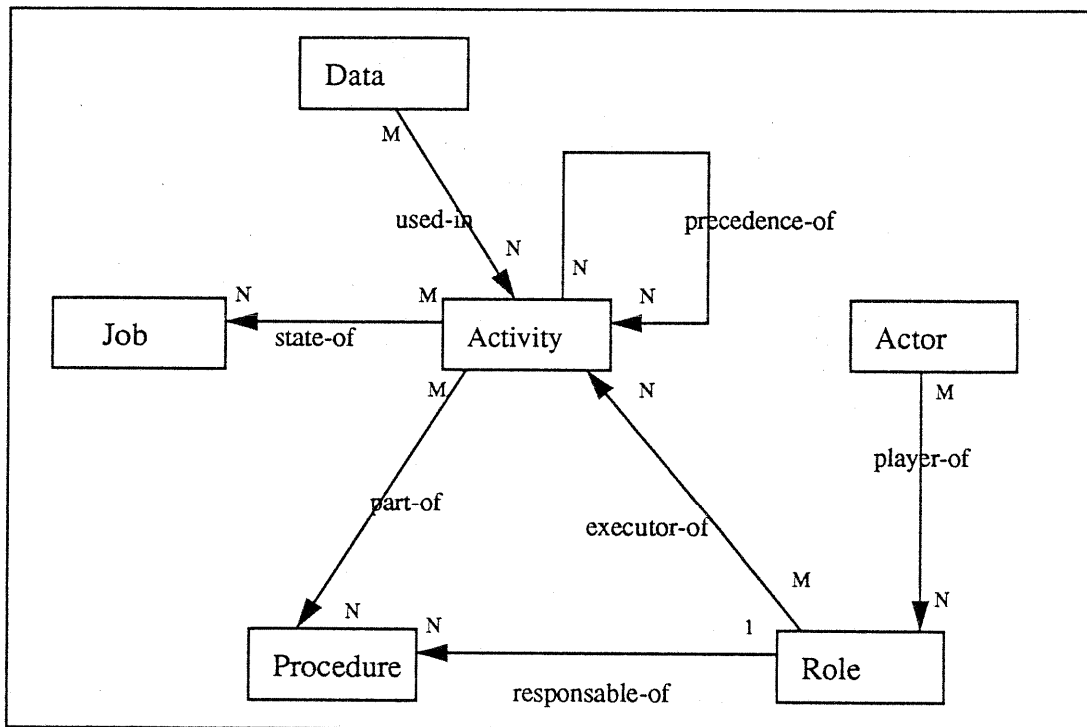 Data
M
used-in
precedence-of
N
N
N
M
N
Job
state-of
Activity
Actor
M
N
M
player-of
part-of
executor-of
M
N
N
1
N
Procedure
Role
responsable-of